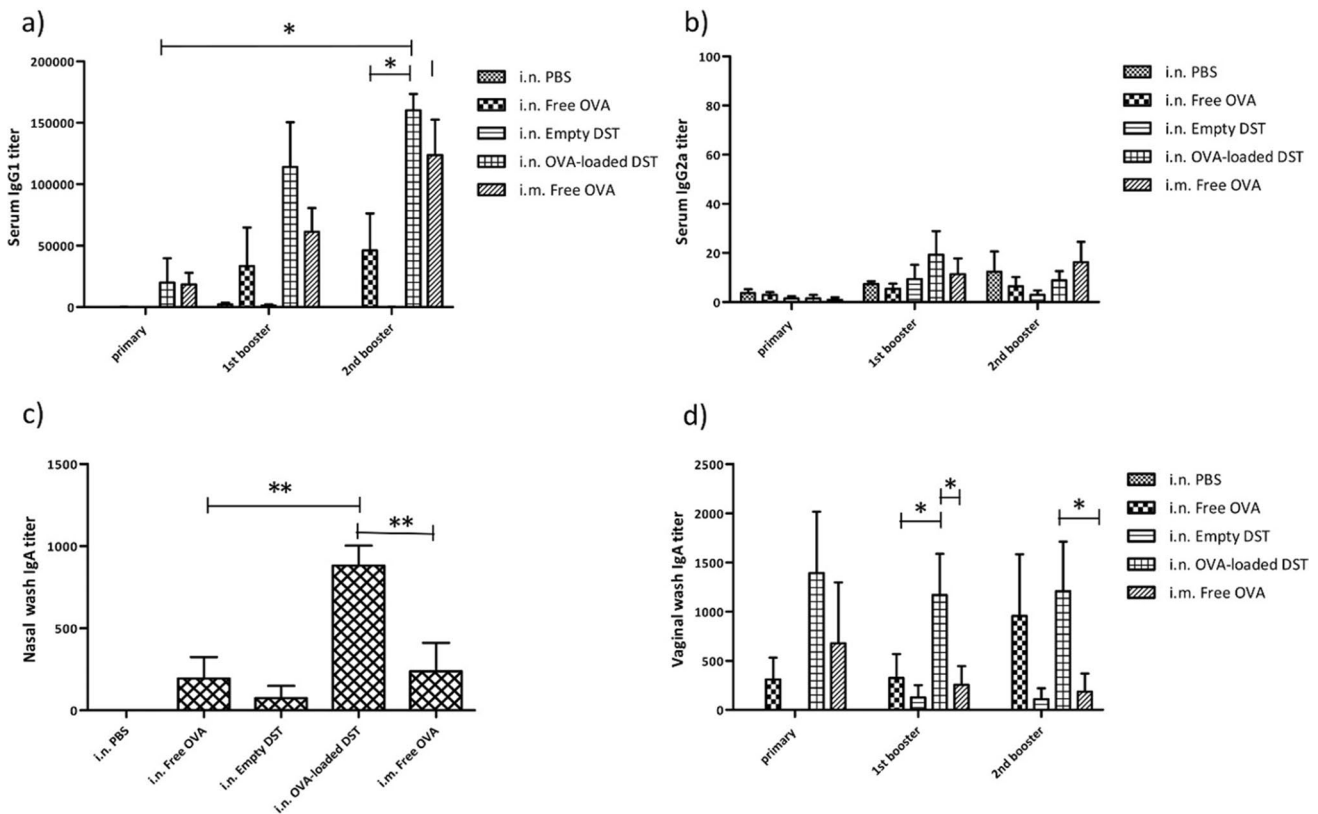 a)
*
*
Serum IgG1 titer
200000
150000
100000
50000
0
primary
1st booster
2nd booster
i.n. PBS
i.n. Free OVA
i.n. Empty DST
i.n. OVA-loaded DST
i.m. Free OVA
b)
Serum IgG2a titer
100
80
60
40
20
0
primary
1st booster
2nd booster
i.n. PBS
i.n. Free OVA
i.n. Empty DST
i.n. OVA-loaded DST
i.m. Free OVA
c)
**
**
Nasal wash IgA titer
1500
1000
500
0
i.n. PBS
i.n. Free OVA
i.n. Empty DST
i.n. OVA-loaded DST
i.m. Free OVA
d)
*
*
*
Vaginal wash IgA titer
2500
2000
1500
1000
500
0
primary
1st booster
2nd booster
i.n. PBS
i.n. Free OVA
i.n. Empty DST
i.n. OVA-loaded DST
i.m. Free OVA